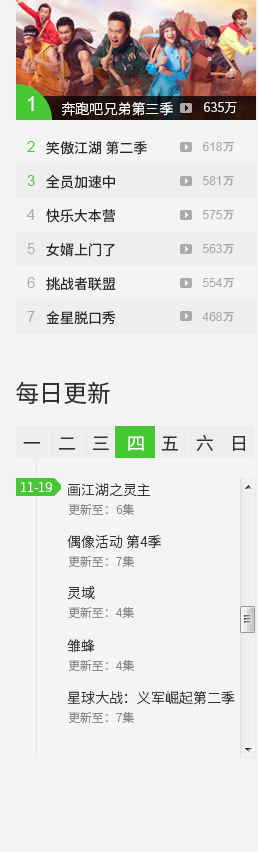 1 奔跑吧兄弟第三季 635万
2 笑傲江湖 第二季 618万
3 全员加速中 581万
4 快乐大本营 575万
5 女婿上门了 563万
6 挑战者联盟 554万
7 金星脱口秀 468万
每日更新
一 二 三 四 五 六 日
11-19 画江湖之灵主
更新至：6集
偶像活动 第4季
更新至：7集
灵域
更新至：4集
雏蜂
更新至：4集
星球大战：义军崛起第二季
更新至：7集